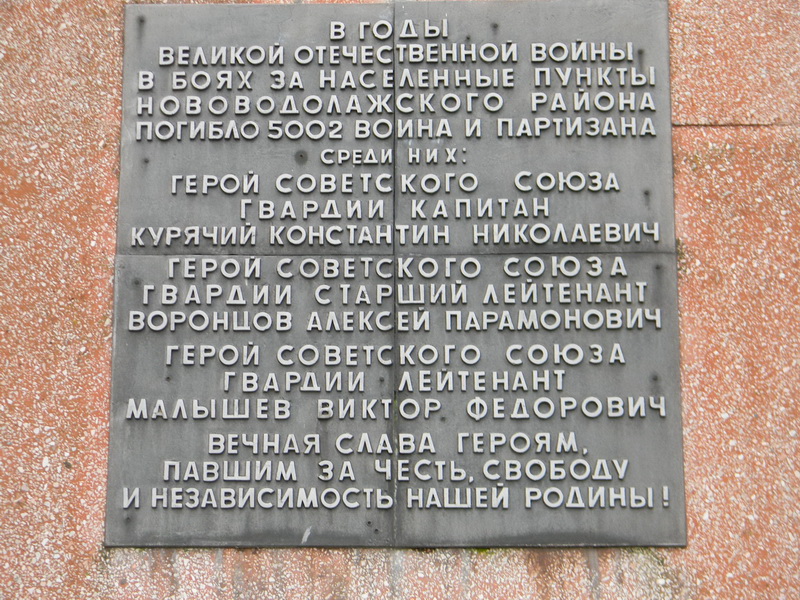 В ГОДЫ
ВЕЛИКОЙ ОТЕЧЕСТВЕННОЙ ВОЙНЫ
В БОЯХ ЗА НАСЕЛЕННЫЕ ПУНКТЫ
НОВОВОДОЛАЖСКОГО РАЙОНА
ПОГИБЛО 5002 ВОИНА И ПАРТИЗАНА
СРЕДИ НИХ:
ГЕРОЙ СОВЕТСКОГО СОЮЗА
ГВАРДИИ КАПИТАН
КУРЯЧИЙ КОНСТАНТИН НИКОЛАЕВИЧ
ГЕРОЙ СОВЕТСКОГО СОЮЗА
ГВАРДИИ СТАРШИЙ ЛЕЙТЕНАНТ
ВОРОНЦОВ АЛЕКСЕЙ ПАРАМОНОВИЧ
ГЕРОЙ СОВЕТСКОГО СОЮЗА
ГВАРДИИ ЛЕЙТЕНАНТ
МАЛЫШЕВ ВИКТОР ФЕДОРОВИЧ
ВЕЧНАЯ СЛАВА ГЕРОЯМ,
ПАВШИМ ЗА ЧЕСТЬ, СВОБОДУ
И НЕЗАВИСИМОСТЬ НАШЕЙ РОДИНЫ!